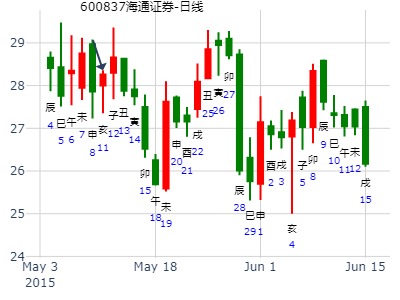 600837海通证券-日线
29
28
27
26
25
24
辰
4
巳
5
午
6
未
7
申
8
亥
11
子
12
丑
13
寅
14
卯
15
午
18
未
19
申
20
酉
21
戌
22
丑
25
寅
26
卯
27
辰
28
巳
29
申
1
酉
2
戌
3
亥
4
子
5
卯
8
辰
9
巳
10
午
11
未
12
戌
15
May 3
2015
May 18
Jun 1
Jun 15